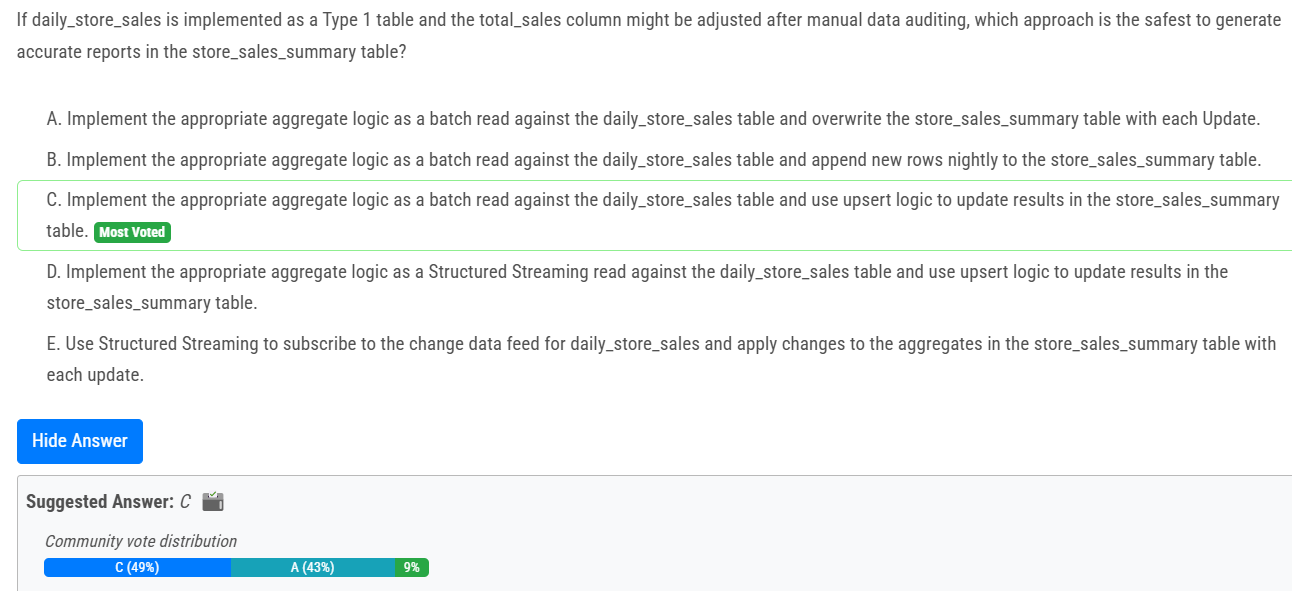 If daily_store_sales is implemented as a Type 1 table and the total_sales column might be adjusted after manual data auditing, which approach is the safest to generate
accurate reports in the store_sales_summary table?
A. Implement the appropriate aggregate logic as a batch read against the daily_store_sales table and overwrite the store_sales_summary table with each Update.
B. Implement the appropriate aggregate logic as a batch read against the daily_store_sales table and append new rows nightly to the store_sales_summary table.
C. Implement the appropriate aggregate logic as a batch read against the daily_store_sales table and use upsert logic to update results in the store_sales_summary
table. Most Voted
D. Implement the appropriate aggregate logic as a Structured Streaming read against the daily_store_sales table and use upsert logic to update results in the
store_sales_summary table.
E. Use Structured Streaming to subscribe to the change data feed for daily_store_sales and apply changes to the aggregates in the store_sales_summary table with
each update.
Hide Answer
Suggested Answer: C
Community vote distribution
C (49%) A (43%) 9%